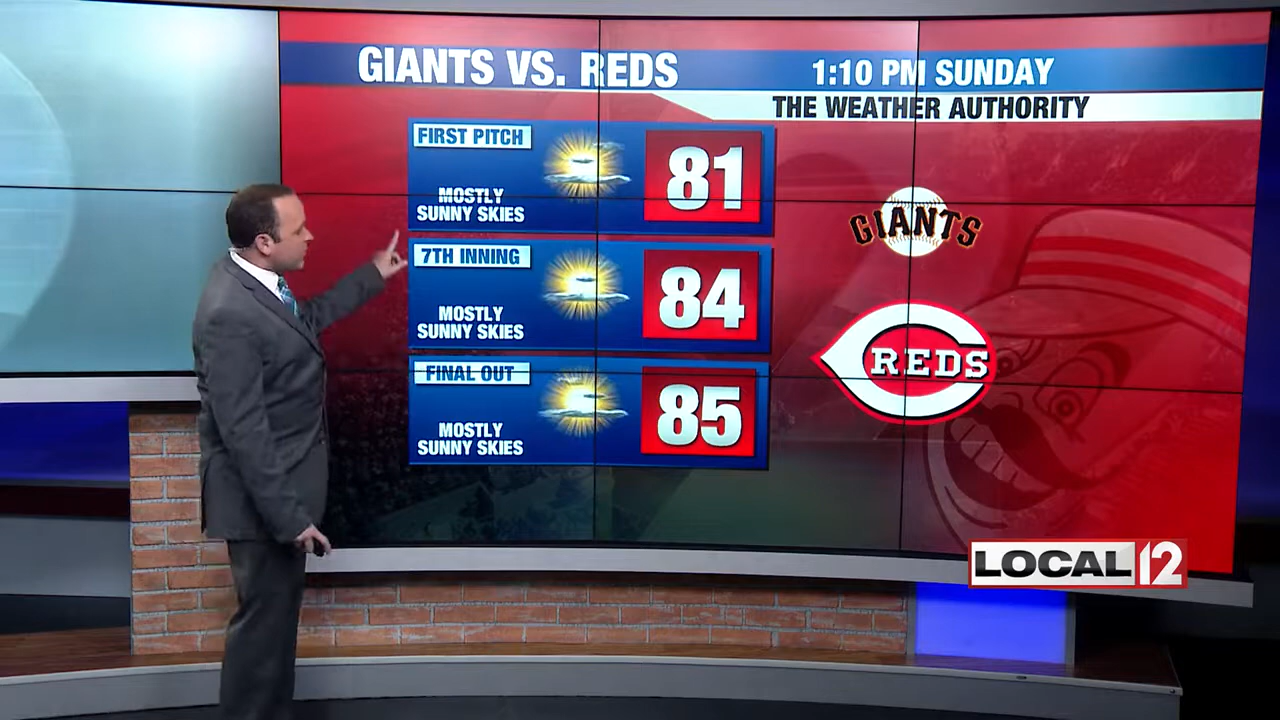 GIANTS VS. REDS
1:10 PM SUNDAY
THE WEATHER AUTHORITY
FIRST PITCH
MOSTLY
SUNNY SKIES
81
7TH INNING
MOSTLY
SUNNY SKIES
84
FINAL OUT
MOSTLY
SUNNY SKIES
85
GIANTS
REDS
LOCAL 12